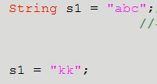 String s1 = "abc";
//
s1 = "kk";